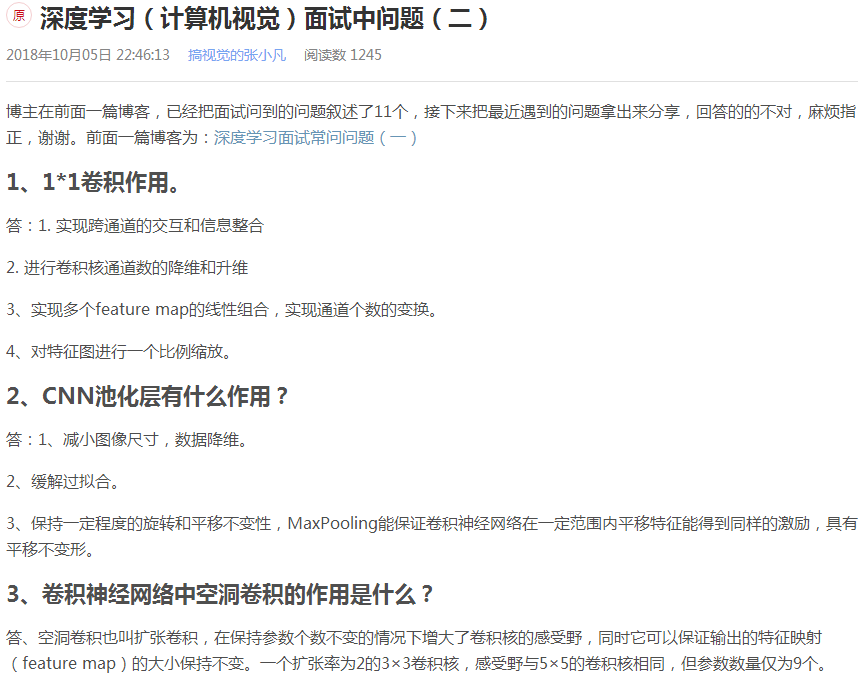 原 深度学习（计算机视觉）面试中问题（二）
2018年10月05日 22:46:13 搞视觉的张小凡 阅读数 1245
博主在前面一篇博客，已经把面试问到的问题叙述了11个，接下来把最近遇到的问题拿出来分享，回答的的不对，麻烦指
正，谢谢。前面一篇博客为：深度学习面试常问问题（一）
1、1*1卷积作用。
答：1. 实现跨通道的交互和信息整合
2. 进行卷积核通道数的降维和升维
3、实现多个feature map的线性组合，实现通道个数的变换。
4、对特征图进行一个比例缩放。
2、CNN池化层有什么作用？
答：1、减小图像尺寸，数据降维。
2、缓解过拟合。
3、保持一定程度的旋转和平移不变性，MaxPooling能保证卷积神经网络在一定范围内平移特征能得到同样的激励，具有
平移不变形。
3、卷积神经网络中空洞卷积的作用是什么？
答、空洞卷积也叫扩张卷积，在保持参数个数不变的情况下增大了卷积核的感受野，同时它可以保证输出的特征映射
（feature map）的大小保持不变。一个扩张率为2的3×3卷积核，感受野与5×5的卷积核相同，但参数数量仅为9个。